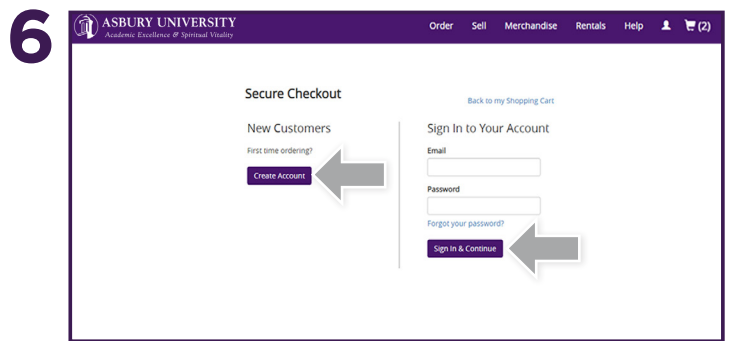 6
ASBURY UNIVERSITY
Academic Excellence & Spiritual Vitality
Order Sell Merchandise Rentals Help (2)
Secure Checkout
Back to my Shopping Cart
New Customers
First time ordering?
Create Account
Sign In to Your Account
Email
Password
Forgot your password?
Sign In & Continue